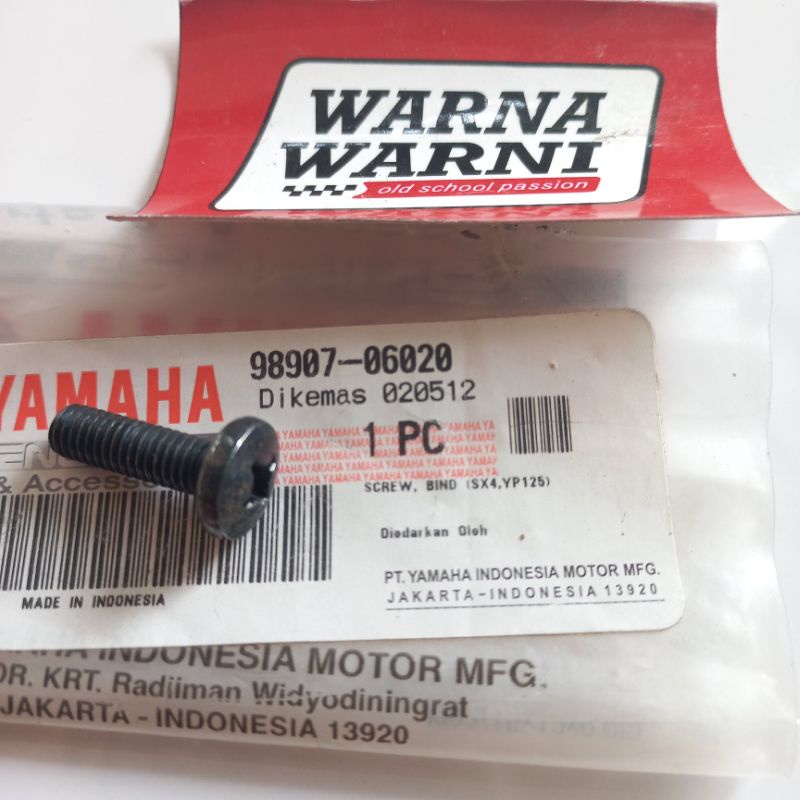 WARNA
WARNI
old school passion
YAMAHA
98907-06020
Dikemas 020512
1 PC
SCREW, BIND (SX4,YP125)
& Access
Diedarkan Oleh
PT. YAMAHA INDONESIA MOTOR MFG.
JAKARTA-INDONESIA 13920
MADE IN INDONESIA
INDONESIA MOTOR MFG.
DR. KRT. Radjiman Widyodiningrat
JAKARTA - INDONESIA 13920